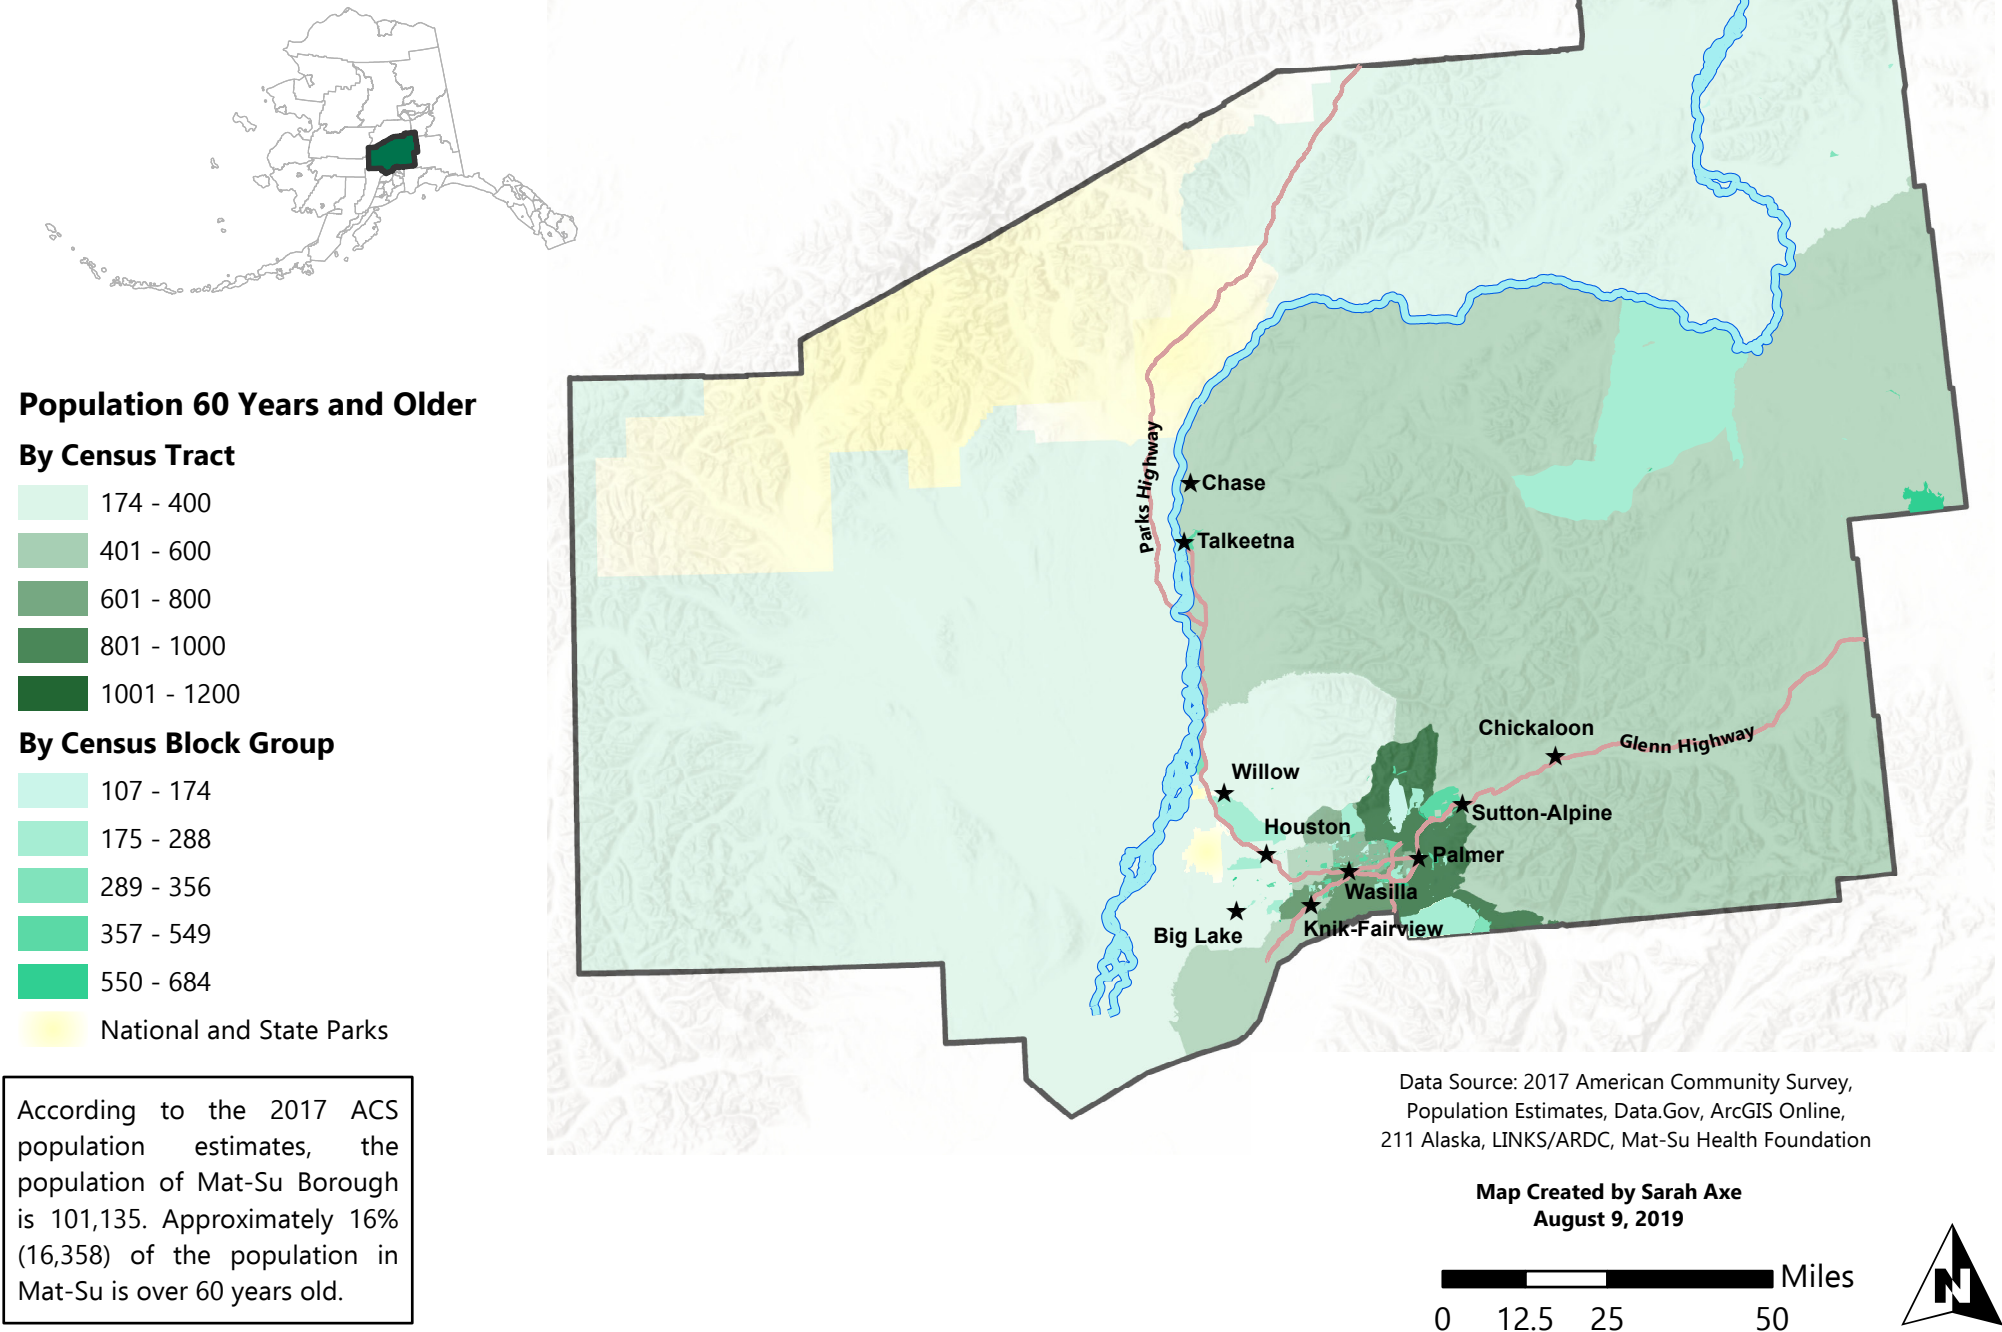 Population 60 Years and Older
By Census Tract
174 - 400
401 - 600
601 - 800
801 - 1000
1001 - 1200
By Census Block Group
107 - 174
175 - 288
289 - 356
357 - 549
550 - 684
National and State Parks
According to the 2017 ACS
population estimates, the
population of Mat-Su Borough
is 101,135. Approximately 16%
(16,358) of the population in
Mat-Su is over 60 years old.
Parks Highway
Chase
Talkeetna
Chickaloon
Glenn Highway
Willow
Sutton-Alpine
Houston
Palmer
Wasilla
Knik-Fairview
Big Lake
Data Source: 2017 American Community Survey,
Population Estimates, Data.Gov, ArcGIS Online,
211 Alaska, LINKS/ARDC, Mat-Su Health Foundation
Map Created by Sarah Axe
August 9, 2019
Miles
0 12.5 25 50
N